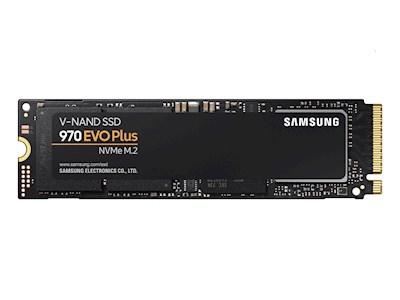 V-NAND SSD
970 EVO Plus
NVMe M.2
SAMSUNG
www.samsung.com/ssd
SAMSUNG ELECTRONICS CO., LTD.